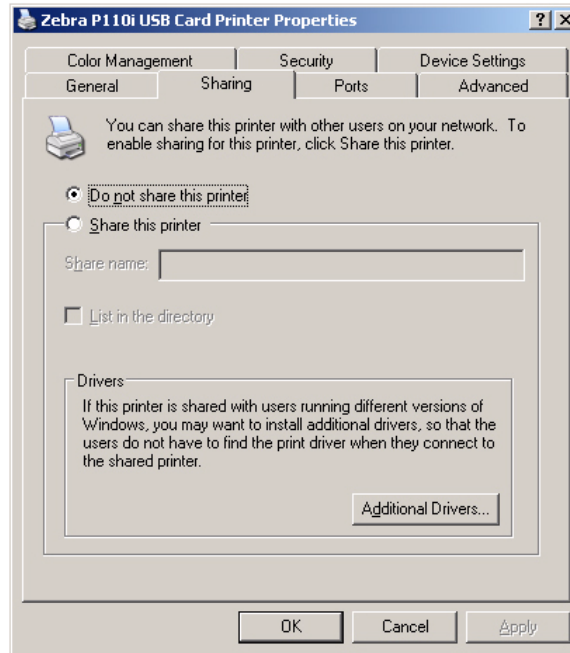 Zebra P110i USB Card Printer Properties
Color Management Security Device Settings
General Sharing Ports Advanced
You can share this printer with other users on your network. To
enable sharing for this printer, click Share this printer.
Do not share this printer
Share this printer
Share name:
List in the directory
Drivers
If this printer is shared with users running different versions of
Windows, you may want to install additional drivers, so that the
users do not have to find the print driver when they connect to
the shared printer.
Additional Drivers...
OK Cancel Apply